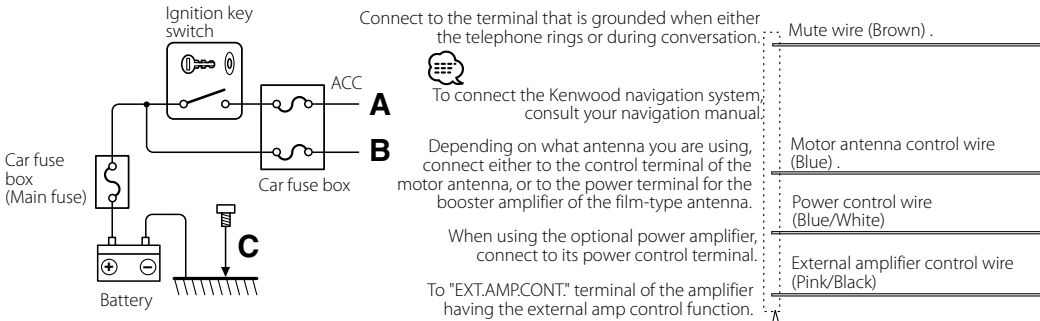 Ignition key
switch
ACC
A
B
Car fuse
box
(Main fuse)
Car fuse box
C
Battery
Connect to the terminal that is grounded when either
the telephone rings or during conversation.
Mute wire (Brown) .
To connect the Kenwood navigation system,
consult your navigation manual.
Depending on what antenna you are using,
connect either to the control terminal of the
motor antenna, or to the power terminal for the
booster amplifier of the film-type antenna.
Motor antenna control wire
(Blue) .
When using the optional power amplifier,
connect to its power control terminal.
Power control wire
(Blue/White)
To "EXT.AMP.CONT." terminal of the amplifier
having the external amp control function.
External amplifier control wire
(Pink/Black)